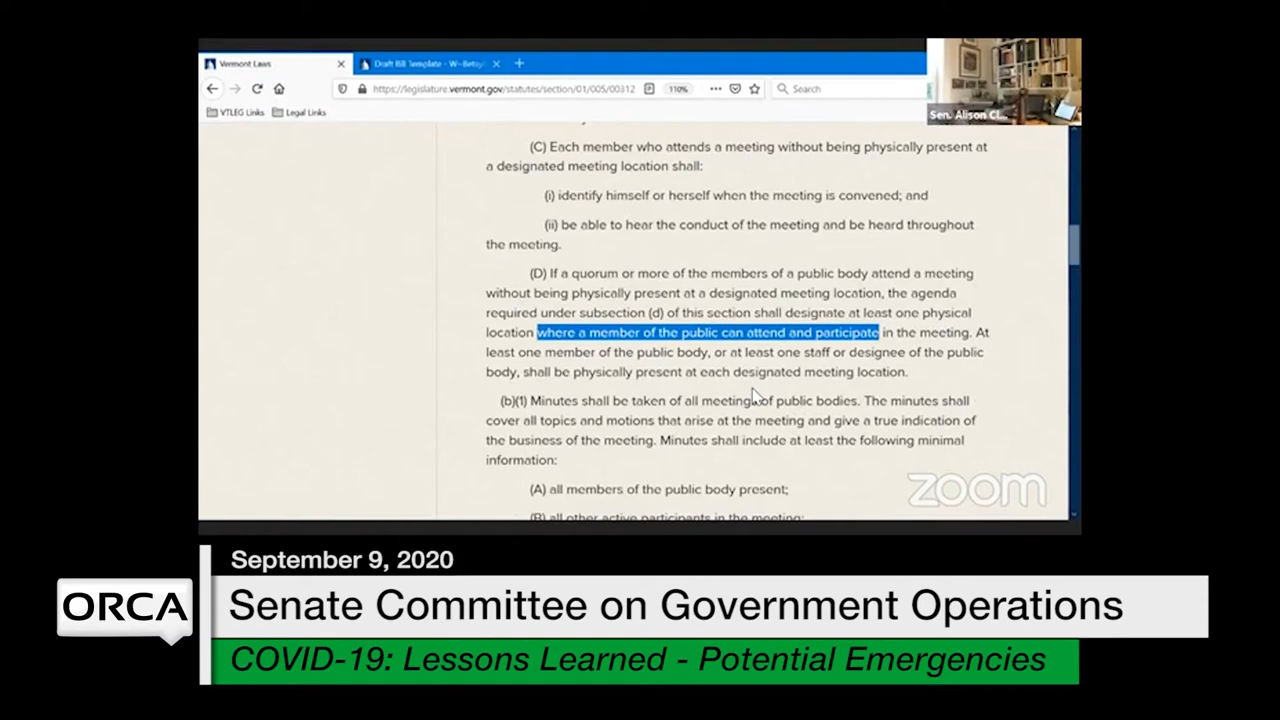 Vermont Laws
Draft Bill Template - W~Betsy
https://legislature.vermont.gov/statutes/section/01/005/00312
110%
Search
VTLEG Links
Legal Links
Sen. Alison Cl...
(C) Each member who attends a meeting without being physically present at
a designated meeting location shall:
(i) identify himself or herself when the meeting is convened; and
(ii) be able to hear the conduct of the meeting and be heard throughout
the meeting.
(D) If a quorum or more of the members of a public body attend a meeting
without being physically present at a designated meeting location, the agenda
required under subsection (d) of this section shall designate at least one physical
location where a member of the public can attend and participate in the meeting. At
least one member of the public body, or at least one staff or designee of the public
body, shall be physically present at each designated meeting location.
(b)(1) Minutes shall be taken of all meetings of public bodies. The minutes shall
cover all topics and motions that arise at the meeting and give a true indication of
the business of the meeting. Minutes shall include at least the following minimal
information:
(A) all members of the public body present;
(B) all other active participants in the meeting;
zoom
September 9, 2020
ORCA
Senate Committee on Government Operations
COVID-19: Lessons Learned - Potential Emergencies